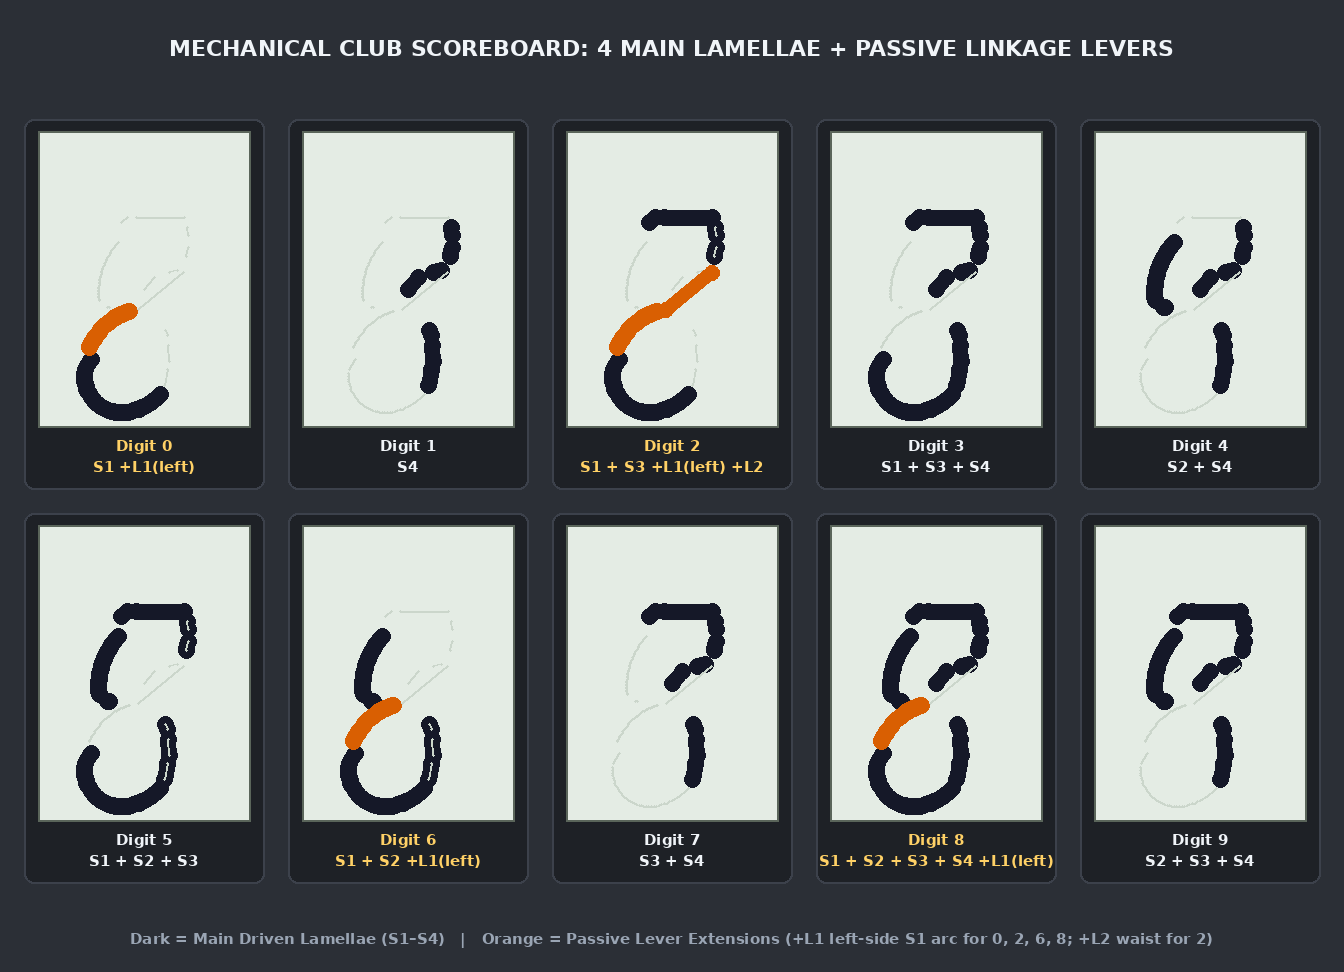 MECHANICAL CLUB SCOREBOARD: 4 MAIN LAMELLAE + PASSIVE LINKAGE LEVERS
Digit 0
S1 +L1(left)
Digit 1
S4
Digit 2
S1 + S3 +L1(left) +L2
Digit 3
S1 + S3 + S4
Digit 4
S2 + S4
Digit 5
S1 + S2 + S3
Digit 6
S1 + S2 +L1(left)
Digit 7
S3 + S4
Digit 8
S1 + S2 + S3 + S4 +L1(left)
Digit 9
S2 + S3 + S4
Dark = Main Driven Lamellae (S1–S4) | Orange = Passive Lever Extensions (+L1 left-side S1 arc for 0, 2, 6, 8; +L2 waist for 2)